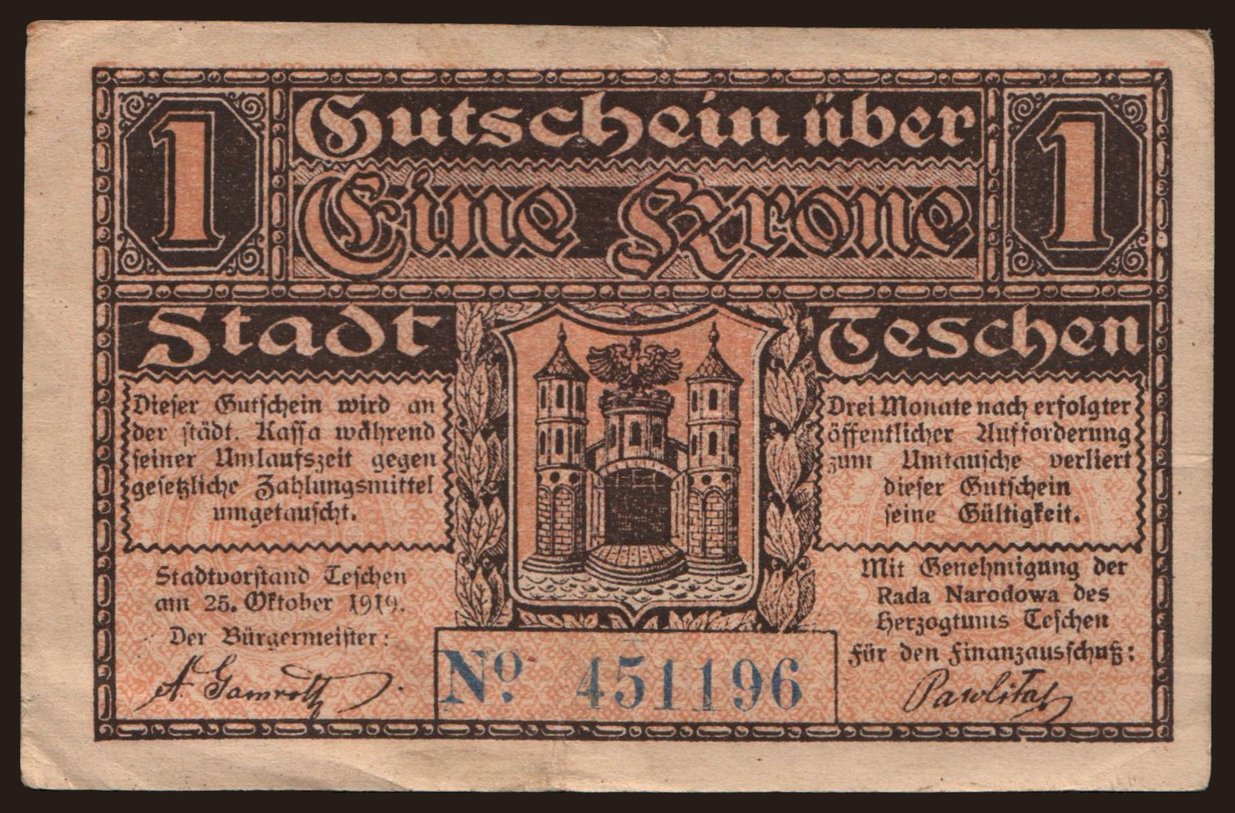 1 Gutschein über 1
Eine Krone
Stadt Teschen
Dieser Gutschein wird an
der städt. Kassa während
seiner Umlaufszeit gegen
gesetzliche Zahlungsmittel
umgetauscht.
Drei Monate nach erfolgter
öffentlicher Aufforderung
zum Umtausche verliert
dieser Gutschein
seine Gültigkeit.
Stadtvorstand Teschen
am 25. Oktober 1919.
Der Bürgermeister:
Mit Genehmigung der
Rada Narodowa des
Herzogtums Teschen
Für den Finanzausschuß:
No. 451196